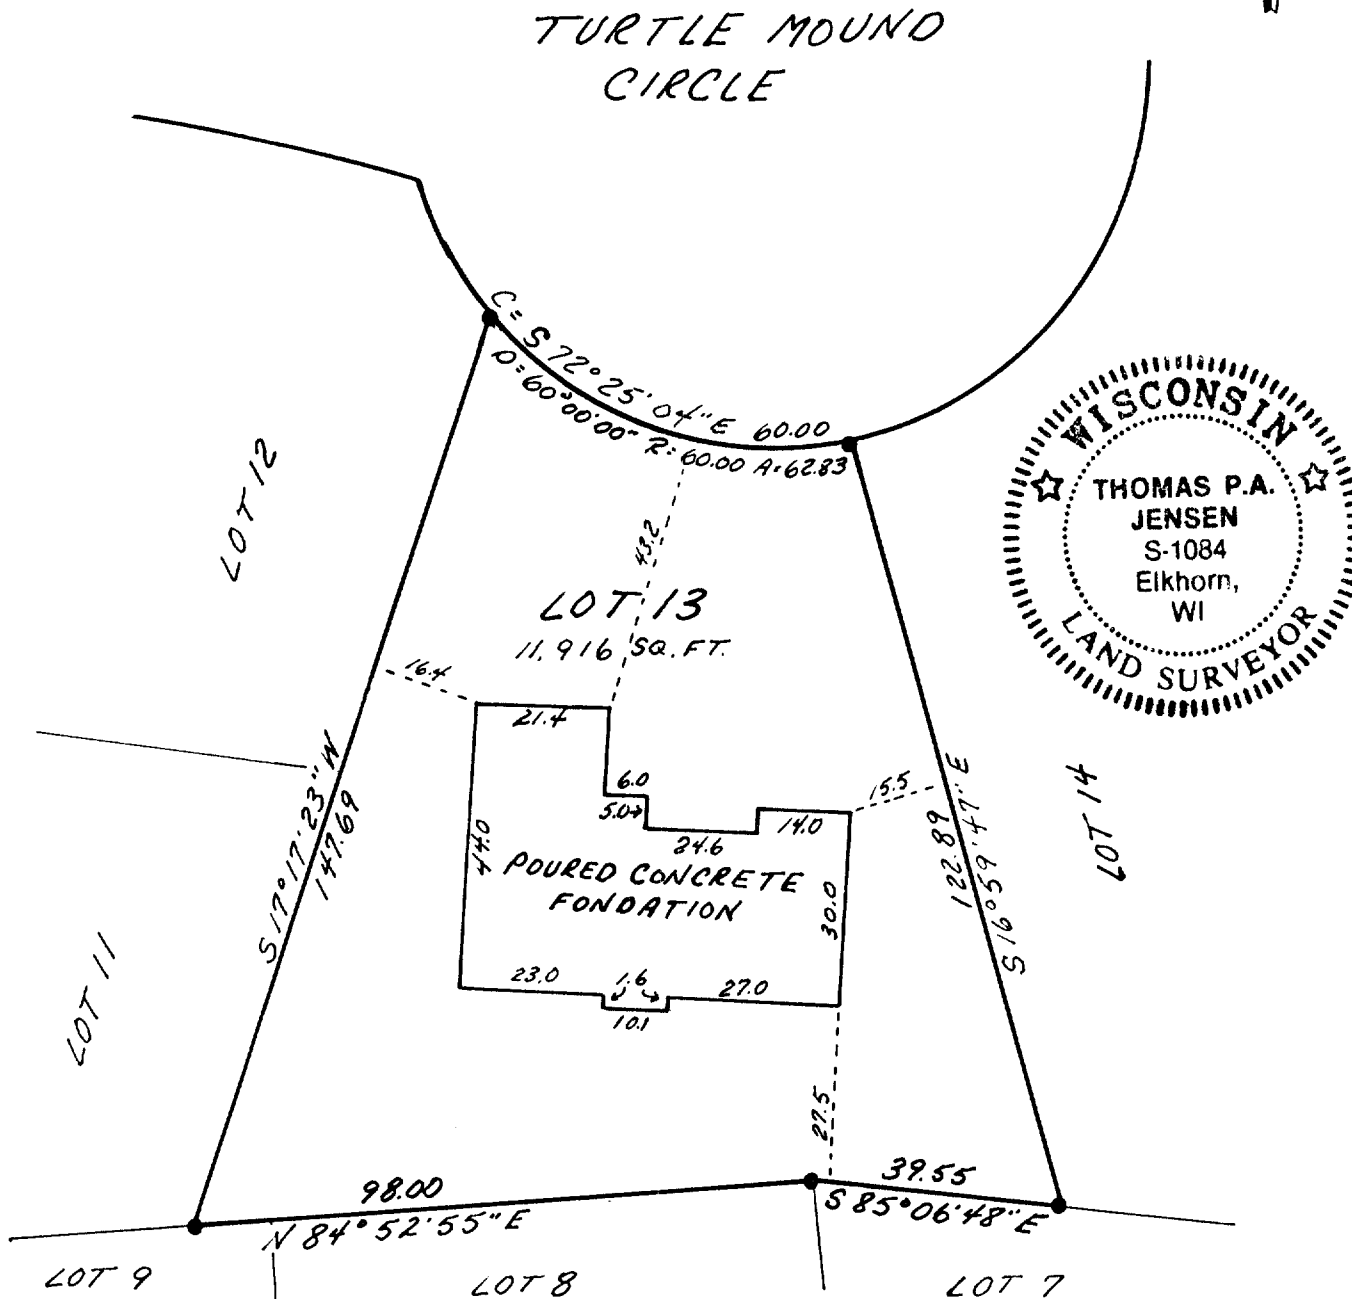 TURTLE MOUND
CIRCLE
C= S 72°25'04" E 60.00
D=60°00'00" R=60.00 A=62.83
LOT 12
43.2
LOT 13
11,916 SQ. FT.
16.4
21.4
6.0
5.0
24.6
14.0
15.5
44.0
POURED CONCRETE
FONDATION
30.0
23.0
1.6
27.0
10.1
27.5
S 17°17'23" W
147.69
122.89
S 16°59'47" E
LOT 14
LOT 11
98.00
N 84°52'55" E
39.55
S 85°06'48" E
LOT 9
LOT 8
LOT 7
WISCONSIN
THOMAS P.A.
JENSEN
S-1084
Elkhorn,
WI
LAND SURVEYOR